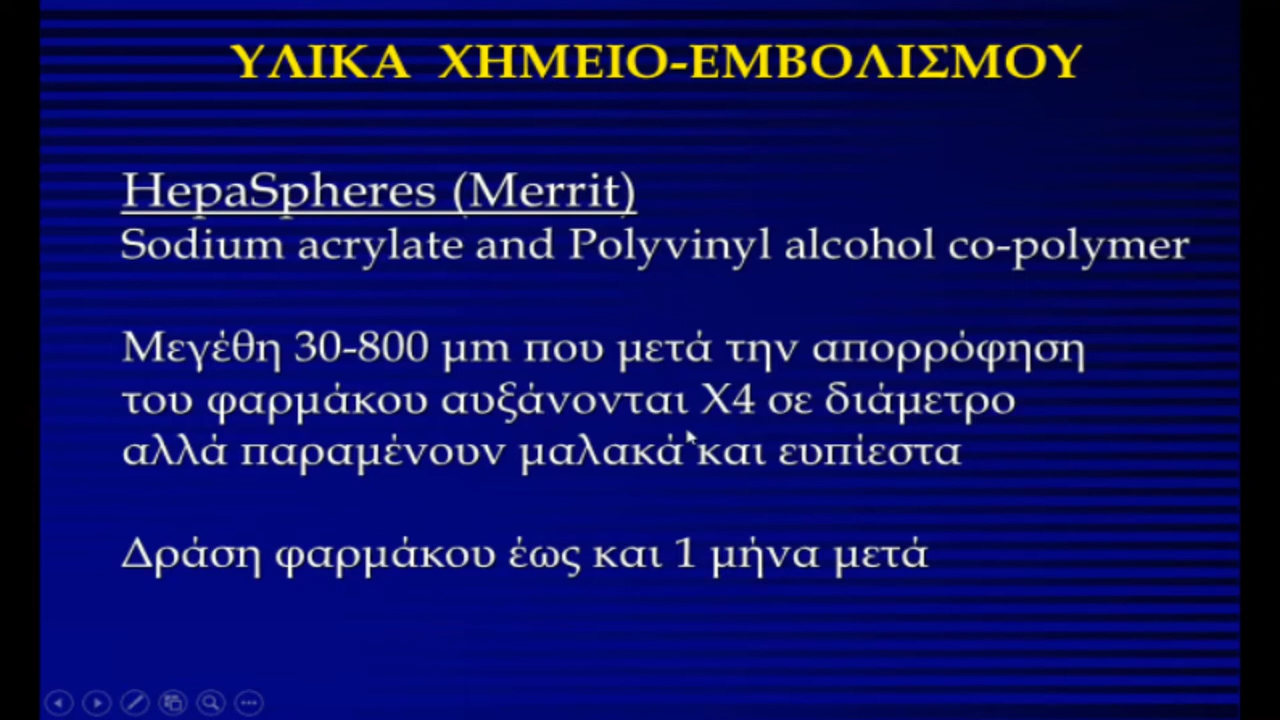 ΥΛΙΚΑ ΧΗΜΕΙΟ-ΕΜΒΟΛΙΣΜΟΥ
HepaSpheres (Merrit)
Sodium acrylate and Polyvinyl alcohol co-polymer
Μεγέθη 30-800 μm που μετά την απορρόφηση
του φαρμάκου αυξάνονται Χ4 σε διάμετρο
αλλά παραμένουν μαλακά και ευπίεστα
Δράση φαρμάκου έως και 1 μήνα μετά